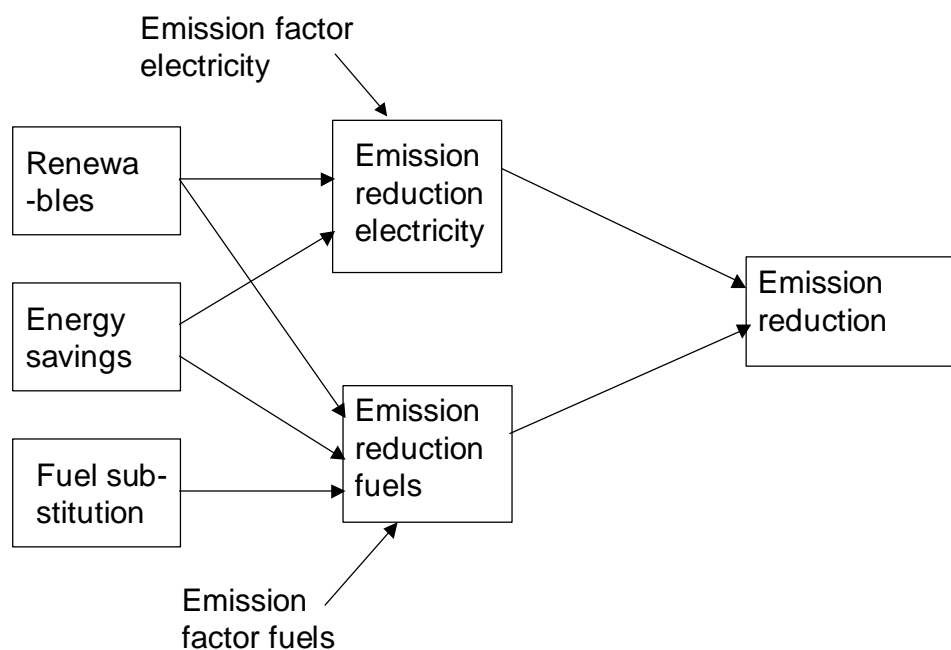 Emission factor
electricity
Renewa
-bles
Emission
reduction
electricity
Energy
savings
Emission
reduction
Emission
reduction
fuels
Fuel sub-
stitution
Emission
factor fuels